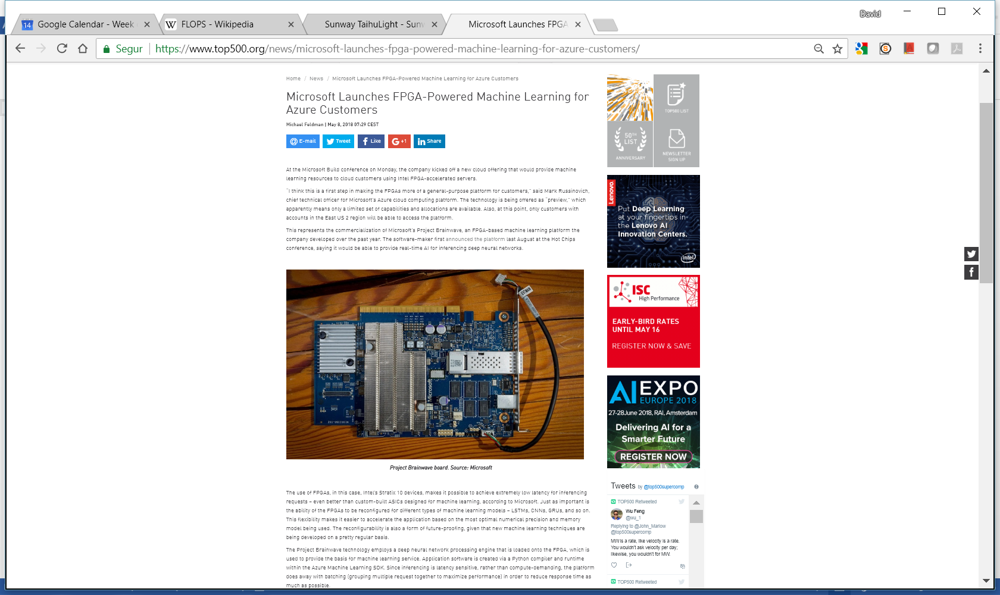 David
14
Google Calendar - Week
W FLOPS - Wikipedia
Sunway TaihuLight - Sunw
Microsoft Launches FPGA
Segur
https://www.top500.org/news/microsoft-launches-fpga-powered-machine-learning-for-azure-customers/
Home / News / Microsoft Launches FPGA-Powered Machine Learning for Azure Customers
Microsoft Launches FPGA-Powered Machine Learning for
Azure Customers
Michael Feldman | May 8, 2018 07:29 CEST
E-mail
Tweet
Like
G +1
in Share
At the Microsoft Build conference on Monday, the company kicked off a new cloud offering that would provide machine
learning resources to cloud customers using Intel FPGA-accelerated servers.
"I think this is a first step in making the FPGAs more of a general-purpose platform for customers," said Mark Russinovich,
chief technical officer for Microsoft's Azure cloud computing platform. The technology is being offered as "preview," which
apparently means only a limited set of capabilities and allocations are available. Also, at this point, only customers with
accounts in the East US 2 region will be able to access the platform.
This represents the commercialization of Microsoft's Project Brainwave, an FPGA-based machine learning platform the
company developed over the past year. The software-maker first announced the platform last August at the Hot Chips
conference, saying it would be able to provide real-time AI for inferencing deep neural networks.
Microsoft
Project Brainwave board. Source: Microsoft
The use of FPGAs, in this case, Intel's Stratix 10 devices, makes it possible to achieve extremely low latency for inferencing
requests – even better than custom-built ASICs designed for machine learning, according to Microsoft. Just as important is
the ability of the FPGAs to be reconfigured for different types of machine learning models – LSTMs, CNNs, GRUs, and so on.
This flexibility makes it easier to accelerate the application based on the most optimal numerical precision and memory
model being used. The reconfigurability is also a form of future-proofing, given that new machine learning techniques are
being developed on a pretty regular basis.
The Project Brainwave technology employs a deep neural network processing engine that is loaded onto the FPGA, which is
used to provide the basis for machine learning service. Application software is created via a Python compiler and runtime
within the Azure Machine Learning SDK. Since inferencing is latency sensitive, rather than compute-demanding, the platform
does away with batching (grouping multiple request together to maximize performance) in order to reduce response time as
much as possible.
TOP500 LIST
50TH
LIST
ANNIVERSARY
NEWSLETTER
SIGN UP
Lenovo
Put Deep Learning
at your fingertips in
the Lenovo AI
Innovation Centers.
intel
ISC
High Performance
EARLY-BIRD RATES
UNTIL MAY 16
REGISTER NOW & SAVE
AI EXPO
EUROPE 2018
27-28June 2018, RAI, Amsterdam
Delivering AI for a
Smarter Future
REGISTER NOW
Tweets by @top500supercomp
TOP500 Retweeted
Wu Feng
@wu_1
Replying to @John_Marlow
@top500supercomp
MW is a rate, like velocity is a rate.
You wouldn't ask velocity per day;
likewise, you wouldn't for MW.
6h
TOP500 Retweeted